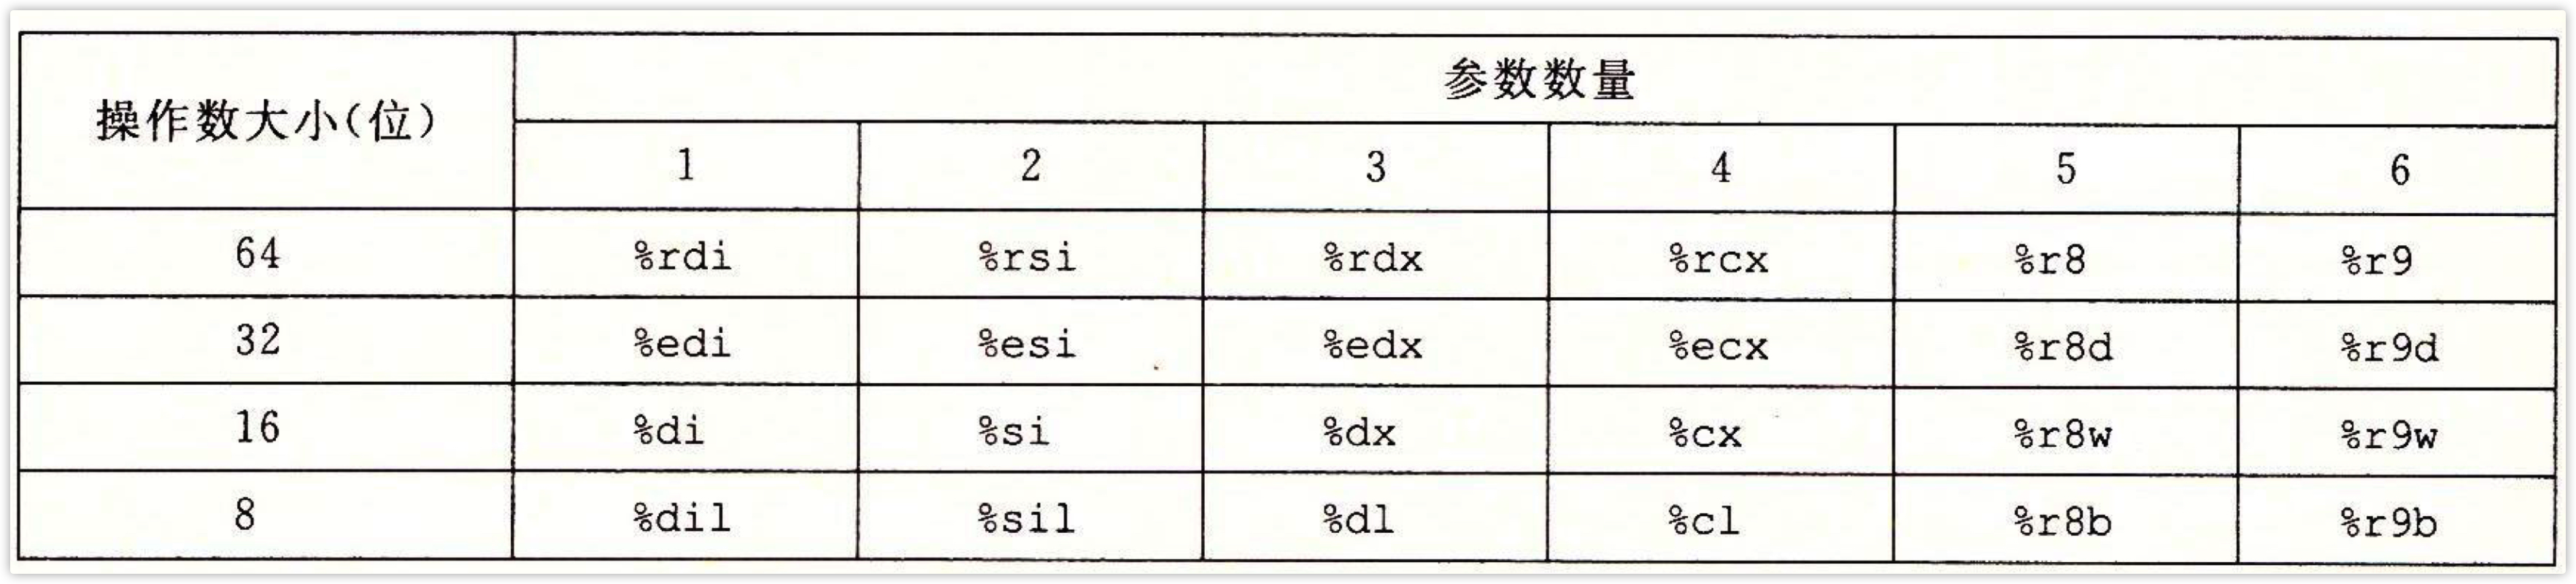 操作数大小(位) 参数数量
1 2 3 4 5 6
64 %rdi %rsi %rdx %rcx %r8 %r9
32 %edi %esi %edx %ecx %r8d %r9d
16 %di %si %dx %cx %r8w %r9w
8 %dil %sil %dl %cl %r8b %r9b